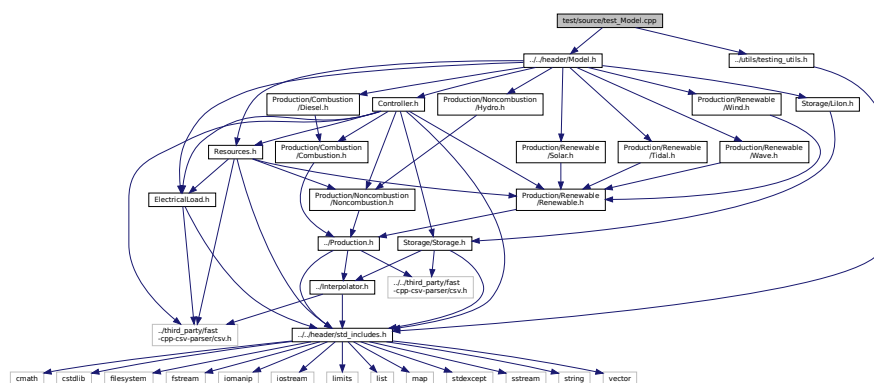 test/source/test_Model.cpp
../../header/Model.h
../utils/testing_utils.h
Production/Combustion
/Diesel.h
Controller.h
Production/Noncombustion
/Hydro.h
Production/Renewable
/Wind.h
Storage/LiIon.h
Resources.h
Production/Combustion
/Combustion.h
Production/Renewable
/Solar.h
Production/Renewable
/Tidal.h
Production/Renewable
/Wave.h
ElectricalLoad.h
Production/Noncombustion
/Noncombustion.h
Production/Renewable
/Renewable.h
../Production.h
Storage/Storage.h
../Interpolator.h
../../third_party/fast
-cpp-csv-parser/csv.h
../third_party/fast
-cpp-csv-parser/csv.h
../../header/std_includes.h
cmath
cstdlib
filesystem
fstream
iomanip
iostream
limits
list
map
stdexcept
sstream
string
vector